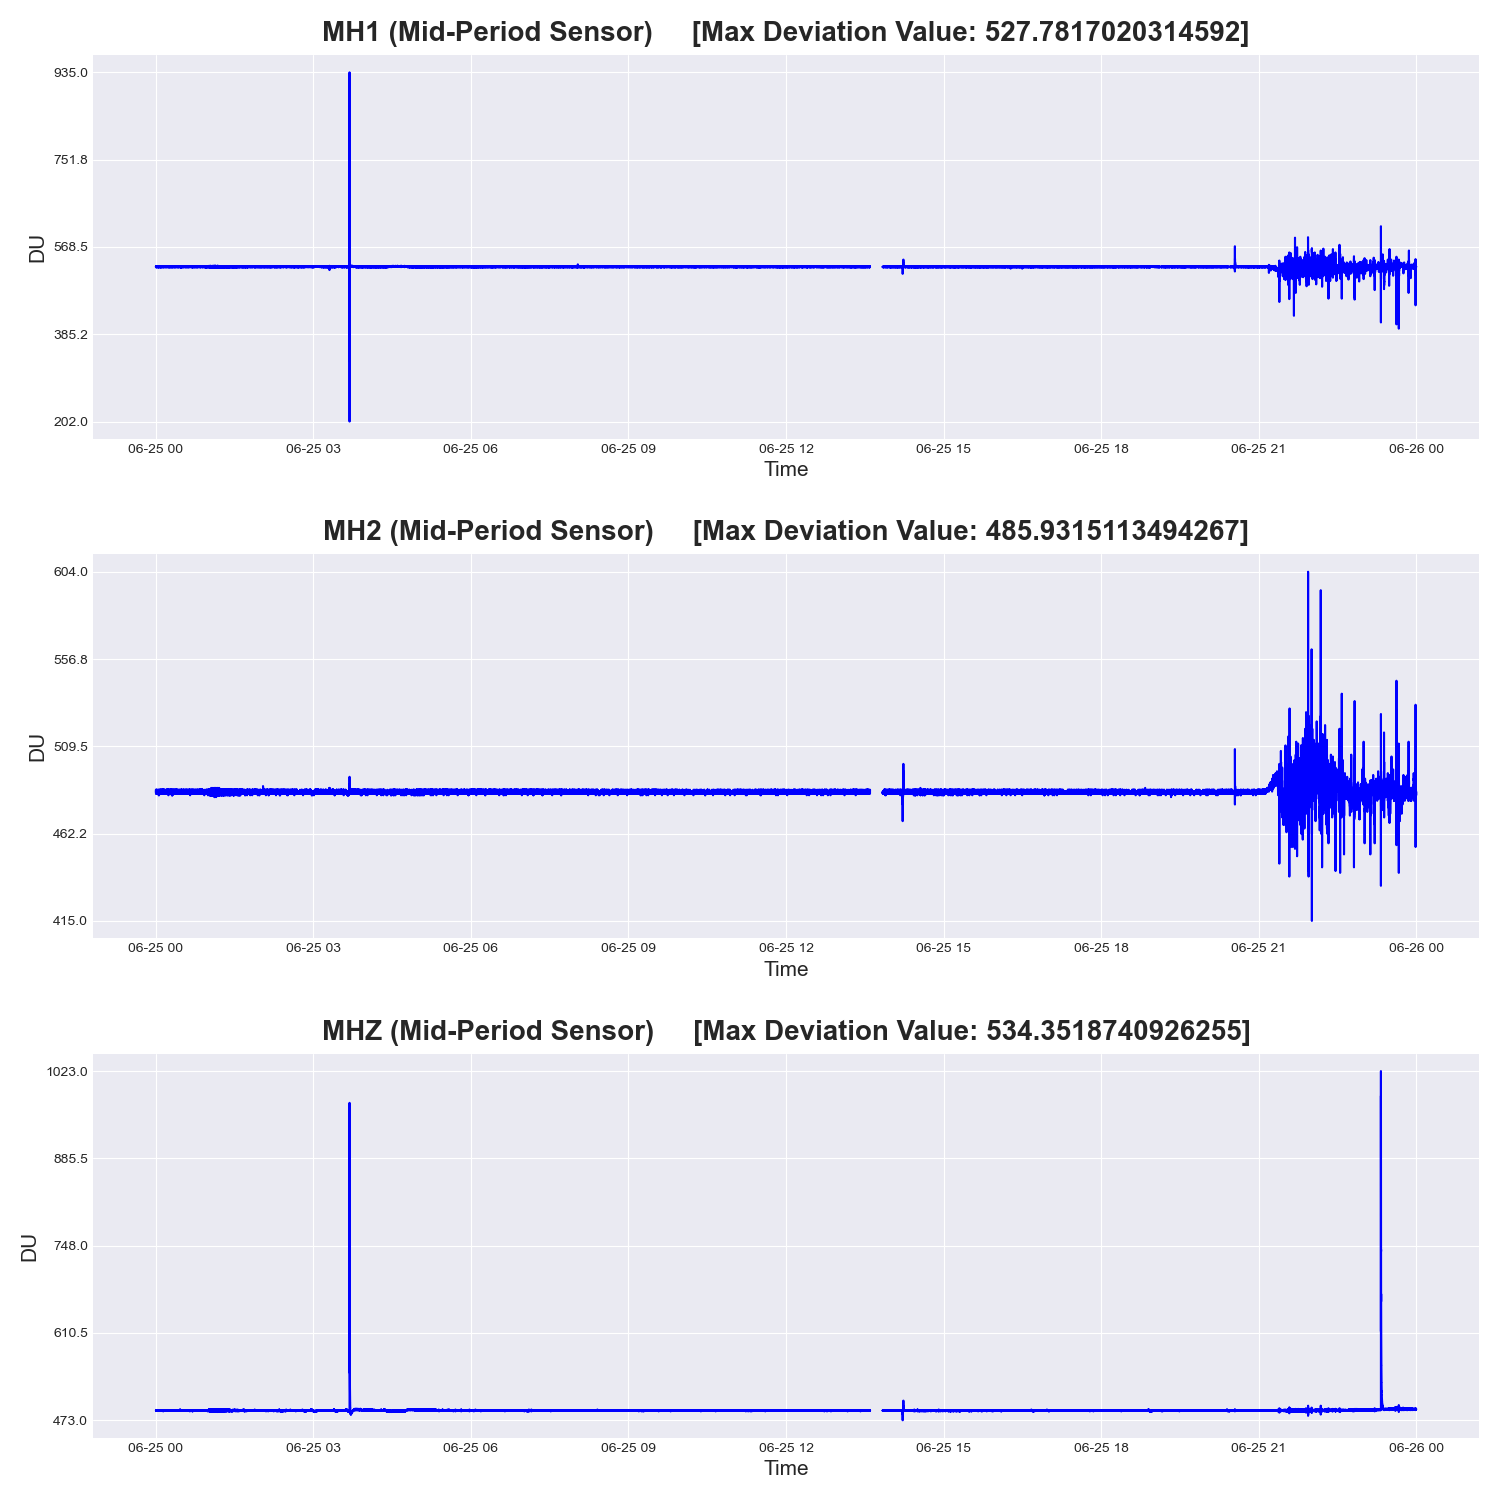 MH1 (Mid-Period Sensor) [Max Deviation Value: 527.7817020314592]
935.0
751.8
568.5
385.2
202.0
DU
06-25 00 06-25 03 06-25 06 06-25 09 06-25 12 06-25 15 06-25 18 06-25 21 06-26 00
Time
MH2 (Mid-Period Sensor) [Max Deviation Value: 485.9315113494267]
604.0
556.8
509.5
462.2
415.0
DU
06-25 00 06-25 03 06-25 06 06-25 09 06-25 12 06-25 15 06-25 18 06-25 21 06-26 00
Time
MHZ (Mid-Period Sensor) [Max Deviation Value: 534.3518740926255]
1023.0
885.5
748.0
610.5
473.0
DU
06-25 00 06-25 03 06-25 06 06-25 09 06-25 12 06-25 15 06-25 18 06-25 21 06-26 00
Time